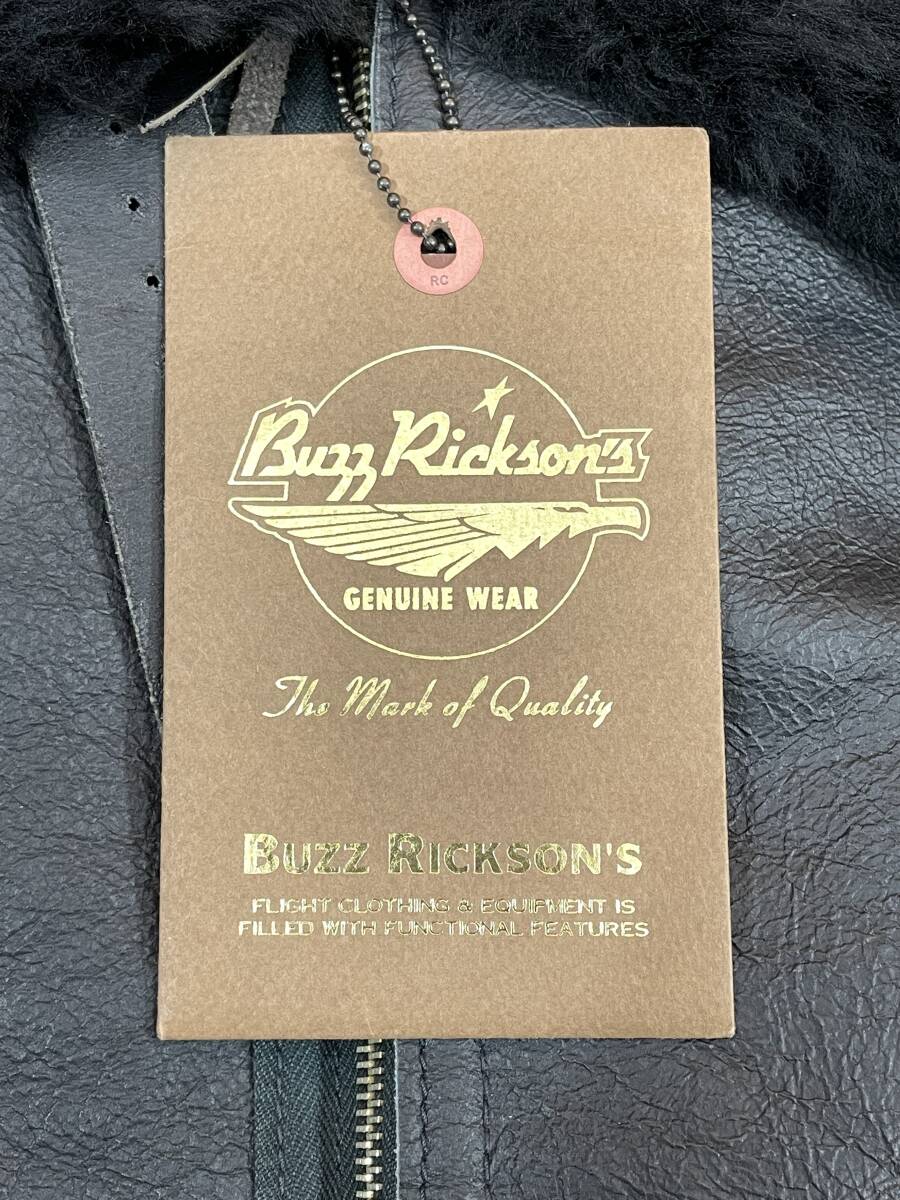 RC
Buzz Rickson's
GENUINE WEAR
The Mark of Quality
BUZZ RICKSON'S
FLIGHT CLOTHING & EQUIPMENT IS
FILLED WITH FUNCTIONAL FEATURES